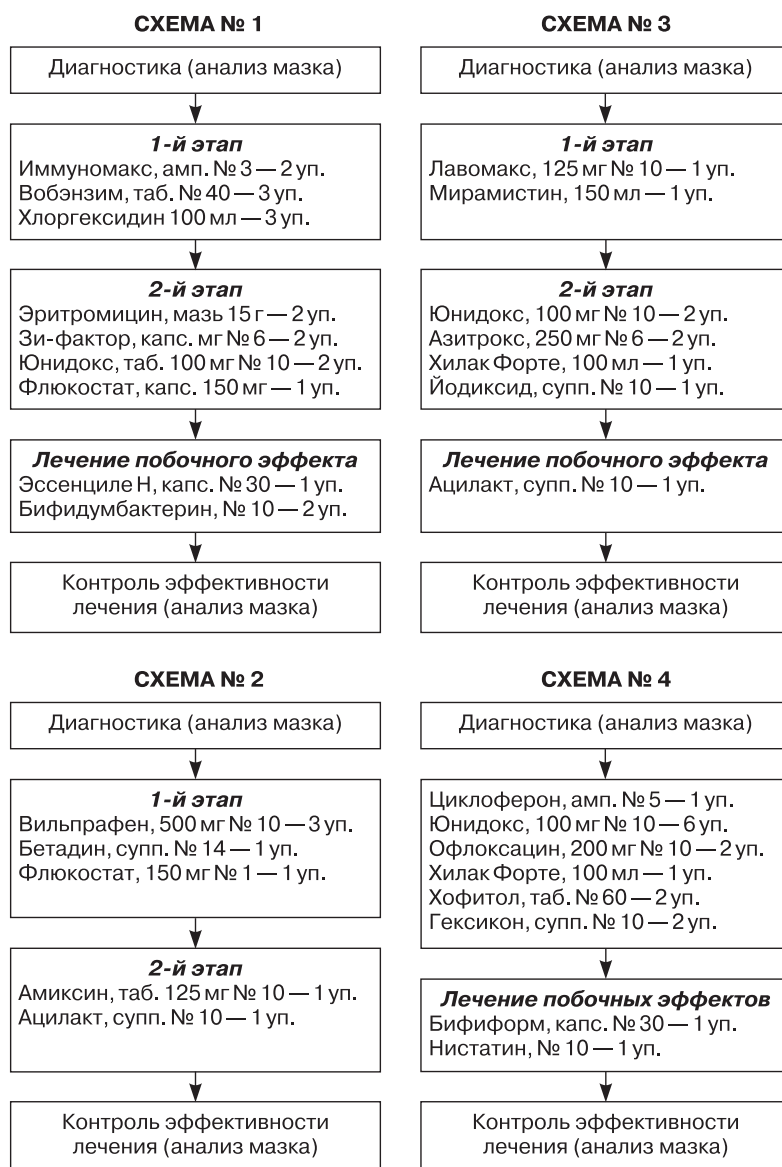 СХЕМА № 1
Диагностика (анализ мазка)
1-й этап
Иммуномакс, амп. № 3 — 2 уп.
Вобэнзим, таб. № 40 — 3 уп.
Хлоргексидин 100 мл — 3 уп.
2-й этап
Эритромицин, мазь 15 г — 2 уп.
Зи-фактор, капс. мг № 6 — 2 уп.
Юнидокс, таб. 100 мг № 10 — 2 уп.
Флюкостат, капс. 150 мг — 1 уп.
Лечение побочного эффекта
Эссенциле Н, капс. № 30 — 1 уп.
Бифидумбактерин, № 10 — 2 уп.
Контроль эффективности
лечения (анализ мазка)
СХЕМА № 3
Диагностика (анализ мазка)
1-й этап
Лавомакс, 125 мг № 10 — 1 уп.
Мирамистин, 150 мл — 1 уп.
2-й этап
Юнидокс, 100 мг № 10 — 2 уп.
Азитрокс, 250 мг № 6 — 2 уп.
Хилак Форте, 100 мл — 1 уп.
Йодиксид, супп. № 10 — 1 уп.
Лечение побочного эффекта
Ацилакт, супп. № 10 — 1 уп.
Контроль эффективности
лечения (анализ мазка)
СХЕМА № 2
Диагностика (анализ мазка)
1-й этап
Вильпрафен, 500 мг № 10 — 3 уп.
Бетадин, супп. № 14 — 1 уп.
Флюкостат, 150 мг № 1 — 1 уп.
2-й этап
Амиксин, таб. 125 мг № 10 — 1 уп.
Ацилакт, супп. № 10 — 1 уп.
Контроль эффективности
лечения (анализ мазка)
СХЕМА № 4
Диагностика (анализ мазка)
Циклоферон, амп. № 5 — 1 уп.
Юнидокс, 100 мг № 10 — 6 уп.
Офлоксацин, 200 мг № 10 — 2 уп.
Хилак Форте, 100 мл — 1 уп.
Хофитол, таб. № 60 — 2 уп.
Гексикон, супп. № 10 — 2 уп.
Лечение побочных эффектов
Бифиформ, капс. № 30 — 1 уп.
Нистатин, № 10 — 1 уп.
Контроль эффективности
лечения (анализ мазка)